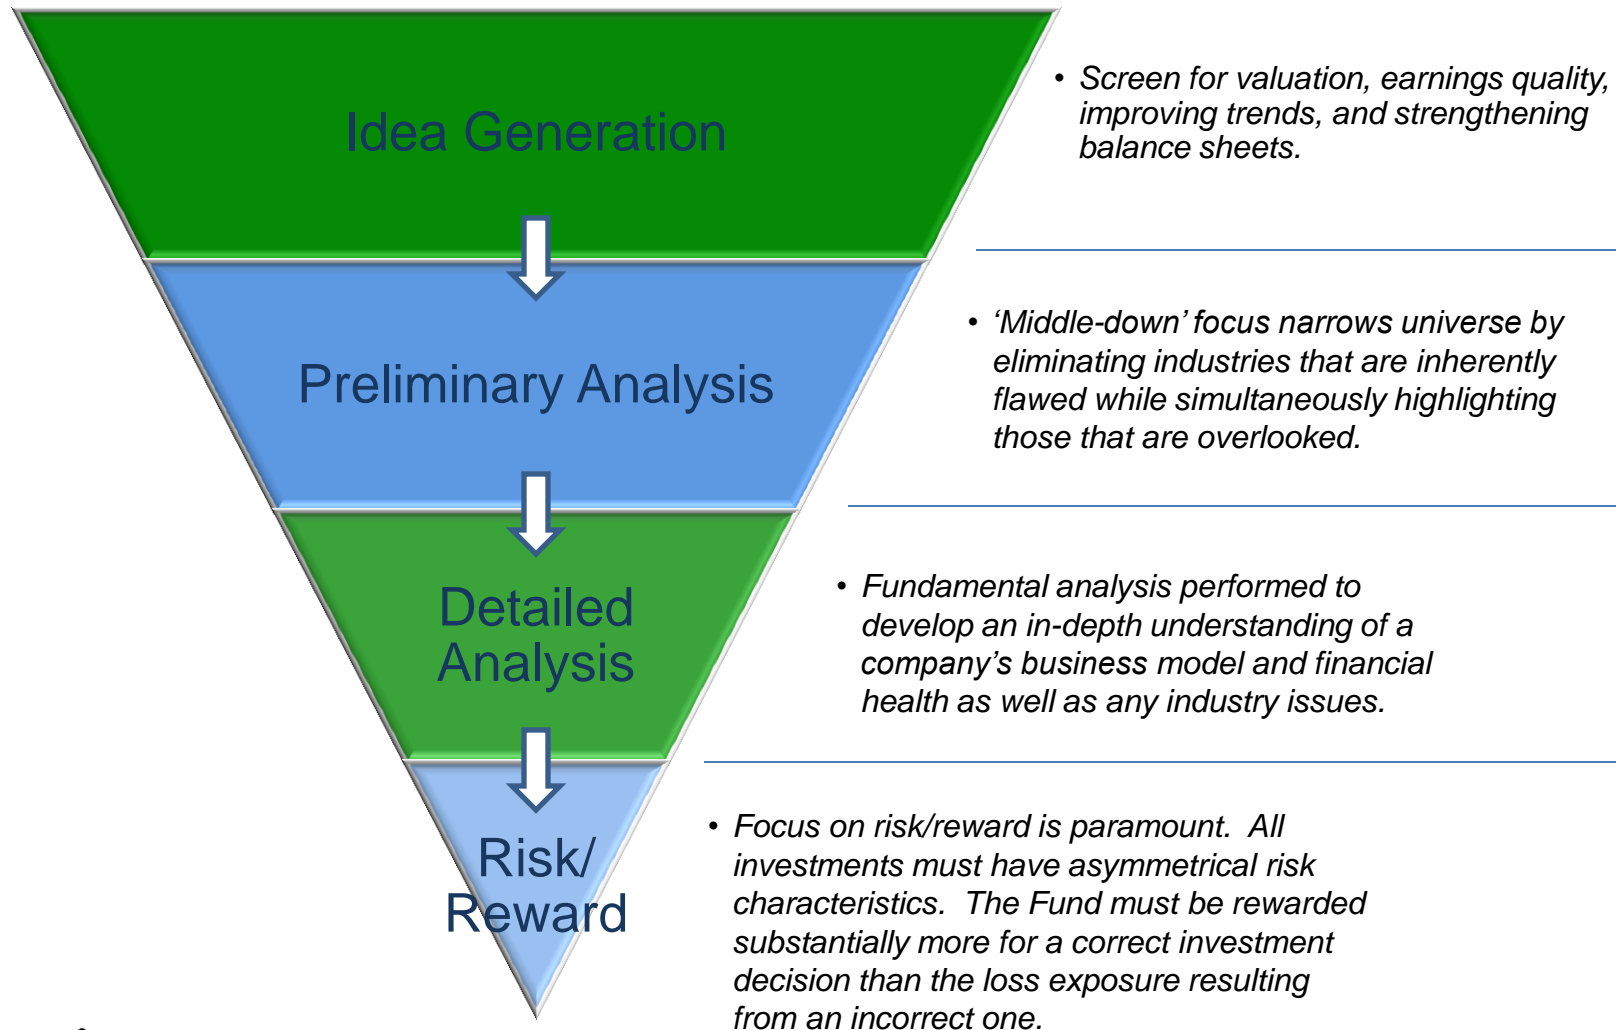 Idea Generation
• Screen for valuation, earnings quality,
improving trends, and strengthening
balance sheets.
Preliminary Analysis
• ‘Middle-down’ focus narrows universe by
eliminating industries that are inherently
flawed while simultaneously highlighting
those that are overlooked.
Detailed
Analysis
• Fundamental analysis performed to
develop an in-depth understanding of a
company’s business model and financial
health as well as any industry issues.
Risk/
Reward
• Focus on risk/reward is paramount.  All
investments must have asymmetrical risk
characteristics.  The Fund must be rewarded
substantially more for a correct investment
decision than the loss exposure resulting
from an incorrect one.